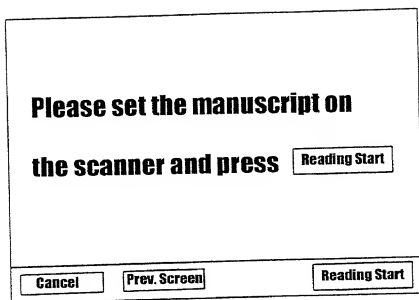 Please set the manuscript on
the scanner and press Reading Start
Cancel Prev. Screen Reading Start